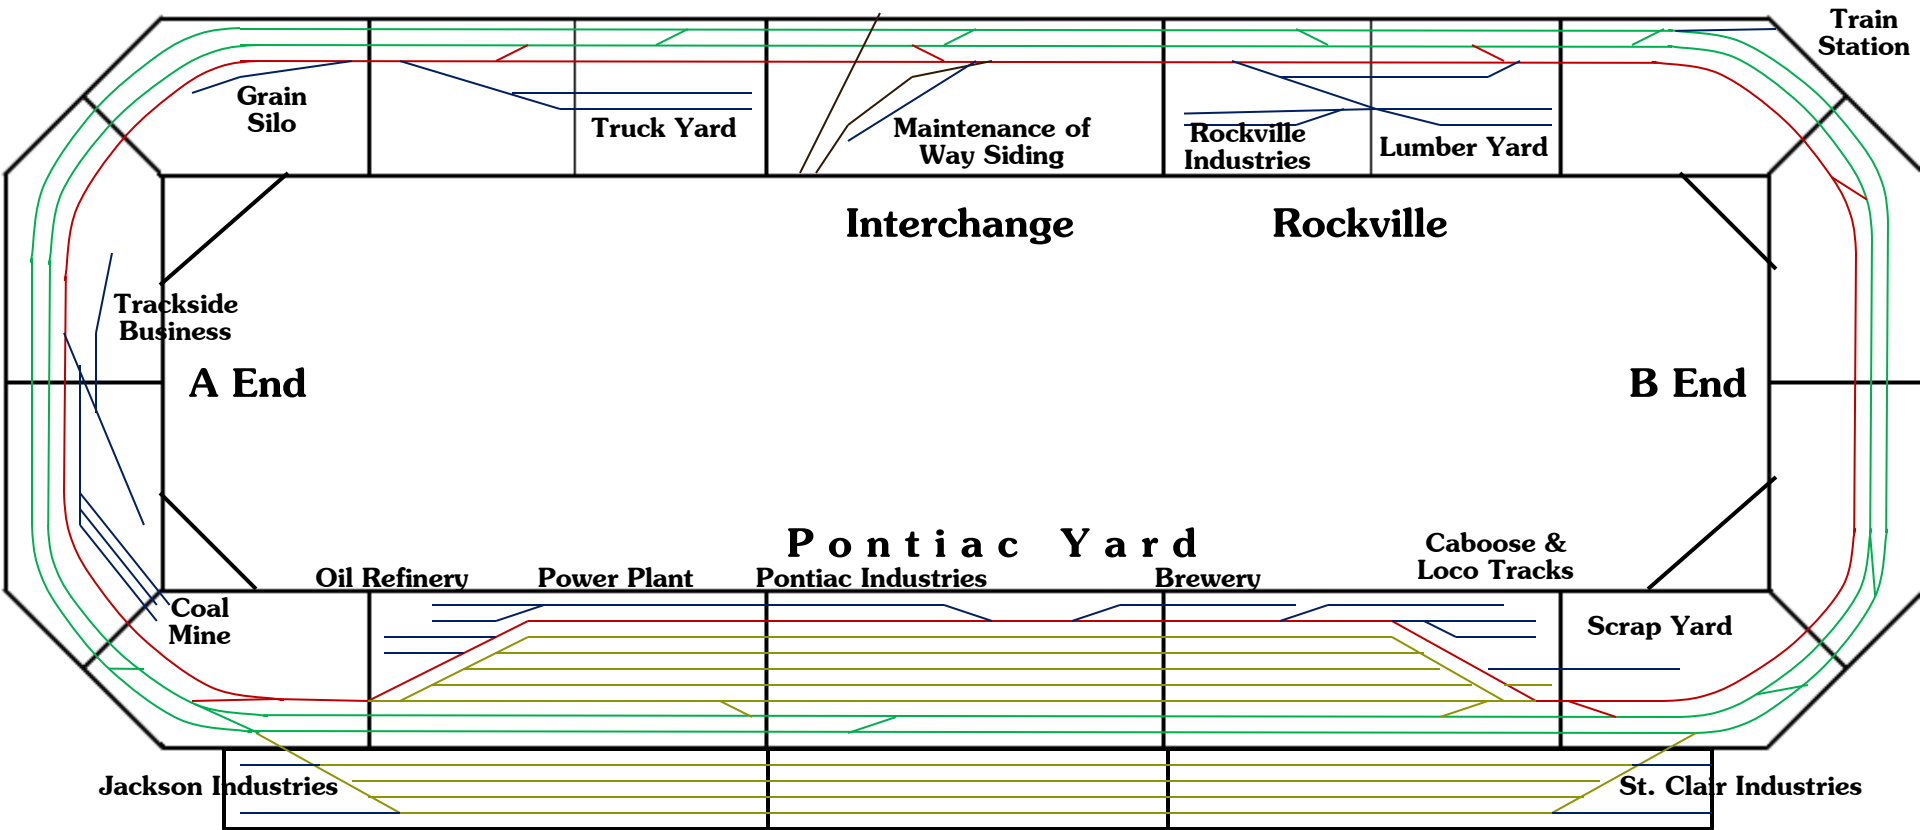 Train
Station
Grain
Silo
Truck Yard
Maintenance of
Way Siding
Rockville
Industries
Lumber Yard
Interchange
Rockville
Trackside
Business
A End
B End
Pontiac Yard
Caboose &
Loco Tracks
Oil Refinery
Power Plant
Pontiac Industries
Brewery
Coal
Mine
Scrap Yard
Jackson Industries
St. Clair Industries